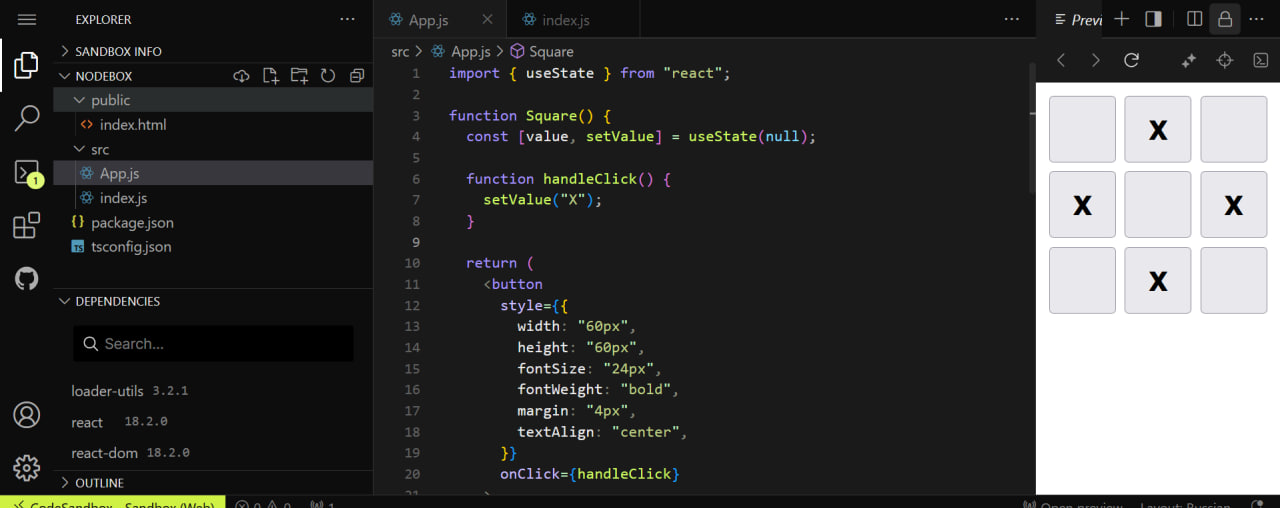 EXPLORER
SANDBOX INFO
NODEBOX
public
<> index.html
src
App.js
index.js
{} package.json
TS tsconfig.json
1
DEPENDENCIES
Search...
loader-utils 3.2.1
react 18.2.0
react-dom 18.2.0
OUTLINE
App.js
index.js
src > App.js > Square
1 import { useState } from "react";
2
3 function Square() {
4 const [value, setValue] = useState(null);
5
6 function handleClick() {
7 setValue("X");
8 }
9
10 return (
11 <button
12 style={{
13 width: "60px",
14 height: "60px",
15 fontSize: "24px",
16 fontWeight: "bold",
17 margin: "4px",
18 textAlign: "center",
19 }}
20 onClick={handleClick}
21 >
Previ
X
X X
X
CodeSandbox - Sandbox (Web) 0 0 1 Open preview Layout: Russian